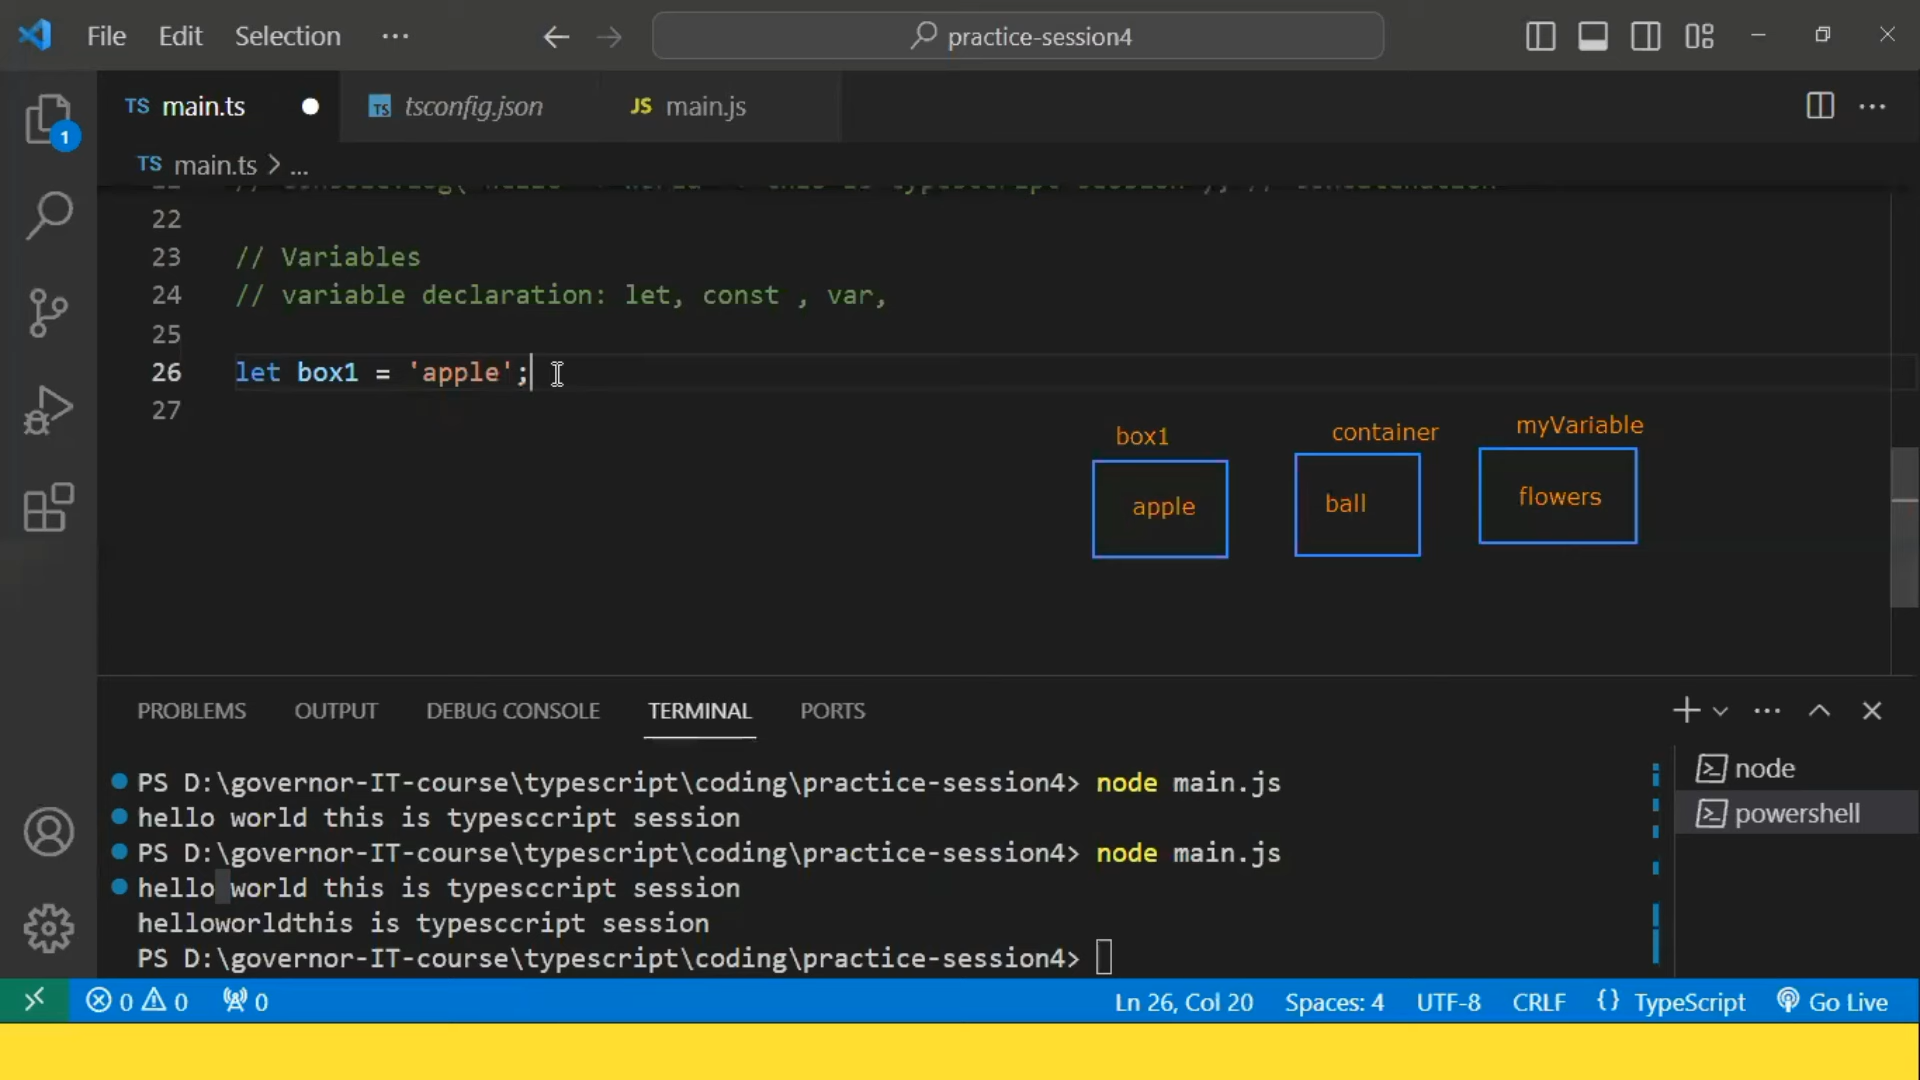 File Edit Selection ··· practice-session4
TS main.ts tsconfig.json JS main.js
TS main.ts > ...
22
23 // Variables
24 // variable declaration: let, const , var,
25
26 let box1 = 'apple';
27
box1 container myVariable
apple ball flowers
PROBLEMS OUTPUT DEBUG CONSOLE TERMINAL PORTS
PS D:\governor-IT-course\typescript\coding\practice-session4> node main.js
hello world this is typesccript session
PS D:\governor-IT-course\typescript\coding\practice-session4> node main.js
hello world this is typesccript session
helloworldthis is typesccript session
PS D:\governor-IT-course\typescript\coding\practice-session4>
node
powershell
0 0 0 Ln 26, Col 20 Spaces: 4 UTF-8 CRLF {} TypeScript Go Live